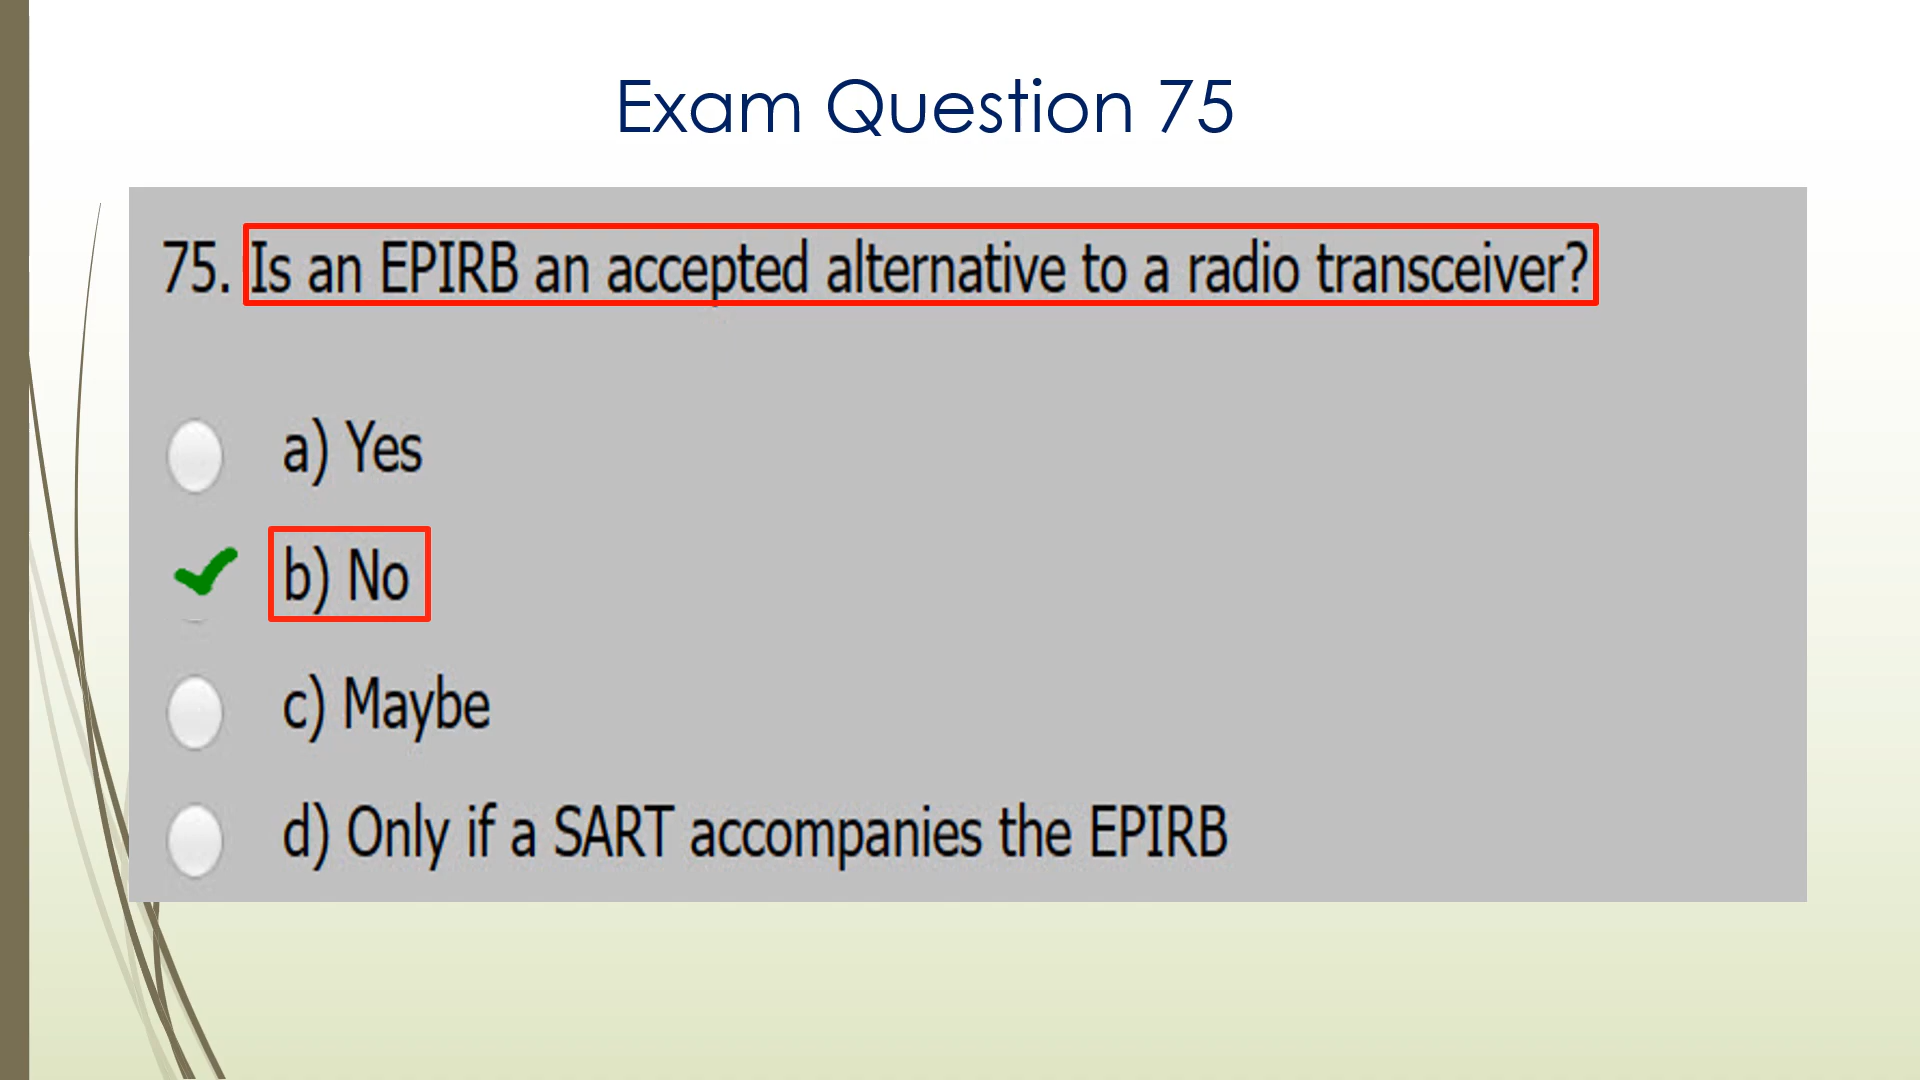 Exam Question 75
75. Is an EPIRB an accepted alternative to a radio transceiver?
a) Yes
b) No
c) Maybe
d) Only if a SART accompanies the EPIRB